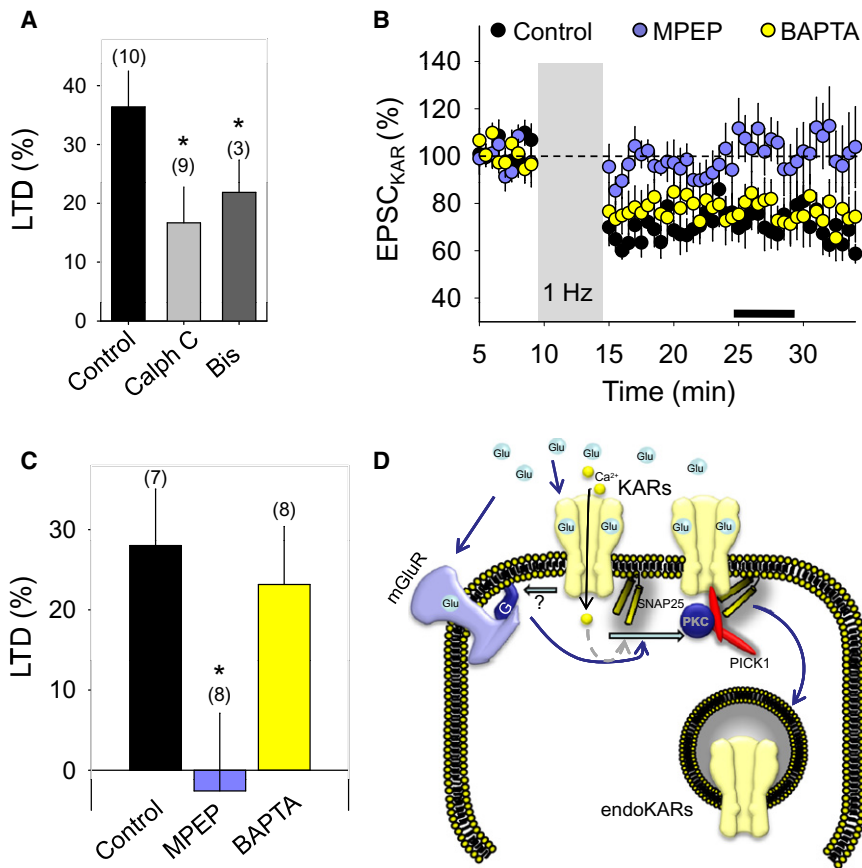 A
LTD (%)
40
30
20
10
0
(10)
*
(9)
*
(3)
Control
Calph C
Bis
B
Control
MPEP
BAPTA
EPSC_KAR (%)
140
120
100
80
60
40
1 Hz
5
10
15
20
25
30
Time (min)
C
LTD (%)
30
20
10
0
(7)
*
(8)
(8)
Control
MPEP
BAPTA
D
Glu
Glu
Glu
Glu
Glu
Glu
Glu
Ca²⁺
KARs
Glu
Glu
Glu
Glu
mGluR
Glu
G
?
SNAP25
PKC
PICK1
endoKARs